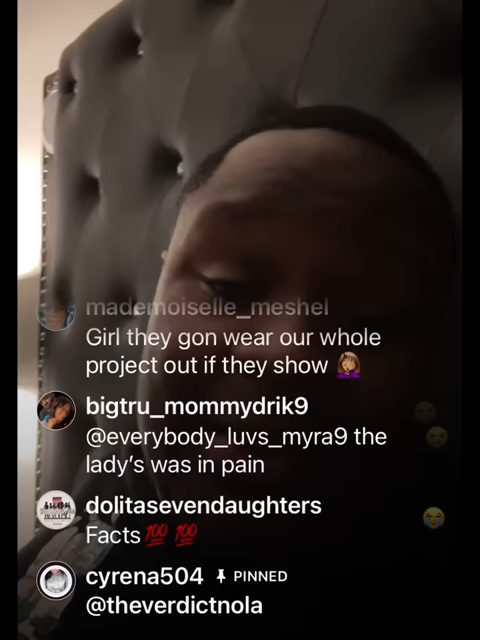 mademoiselle_meshel
Girl they gon wear our whole
project out if they show 🤦🏽‍♀️
bigtru_mommydrik9
@everybody_luvs_myra9 the
lady’s was in pain
dolitasevendaughters
Facts💯 💯
cyrena504 PINNED
@theverdictnola